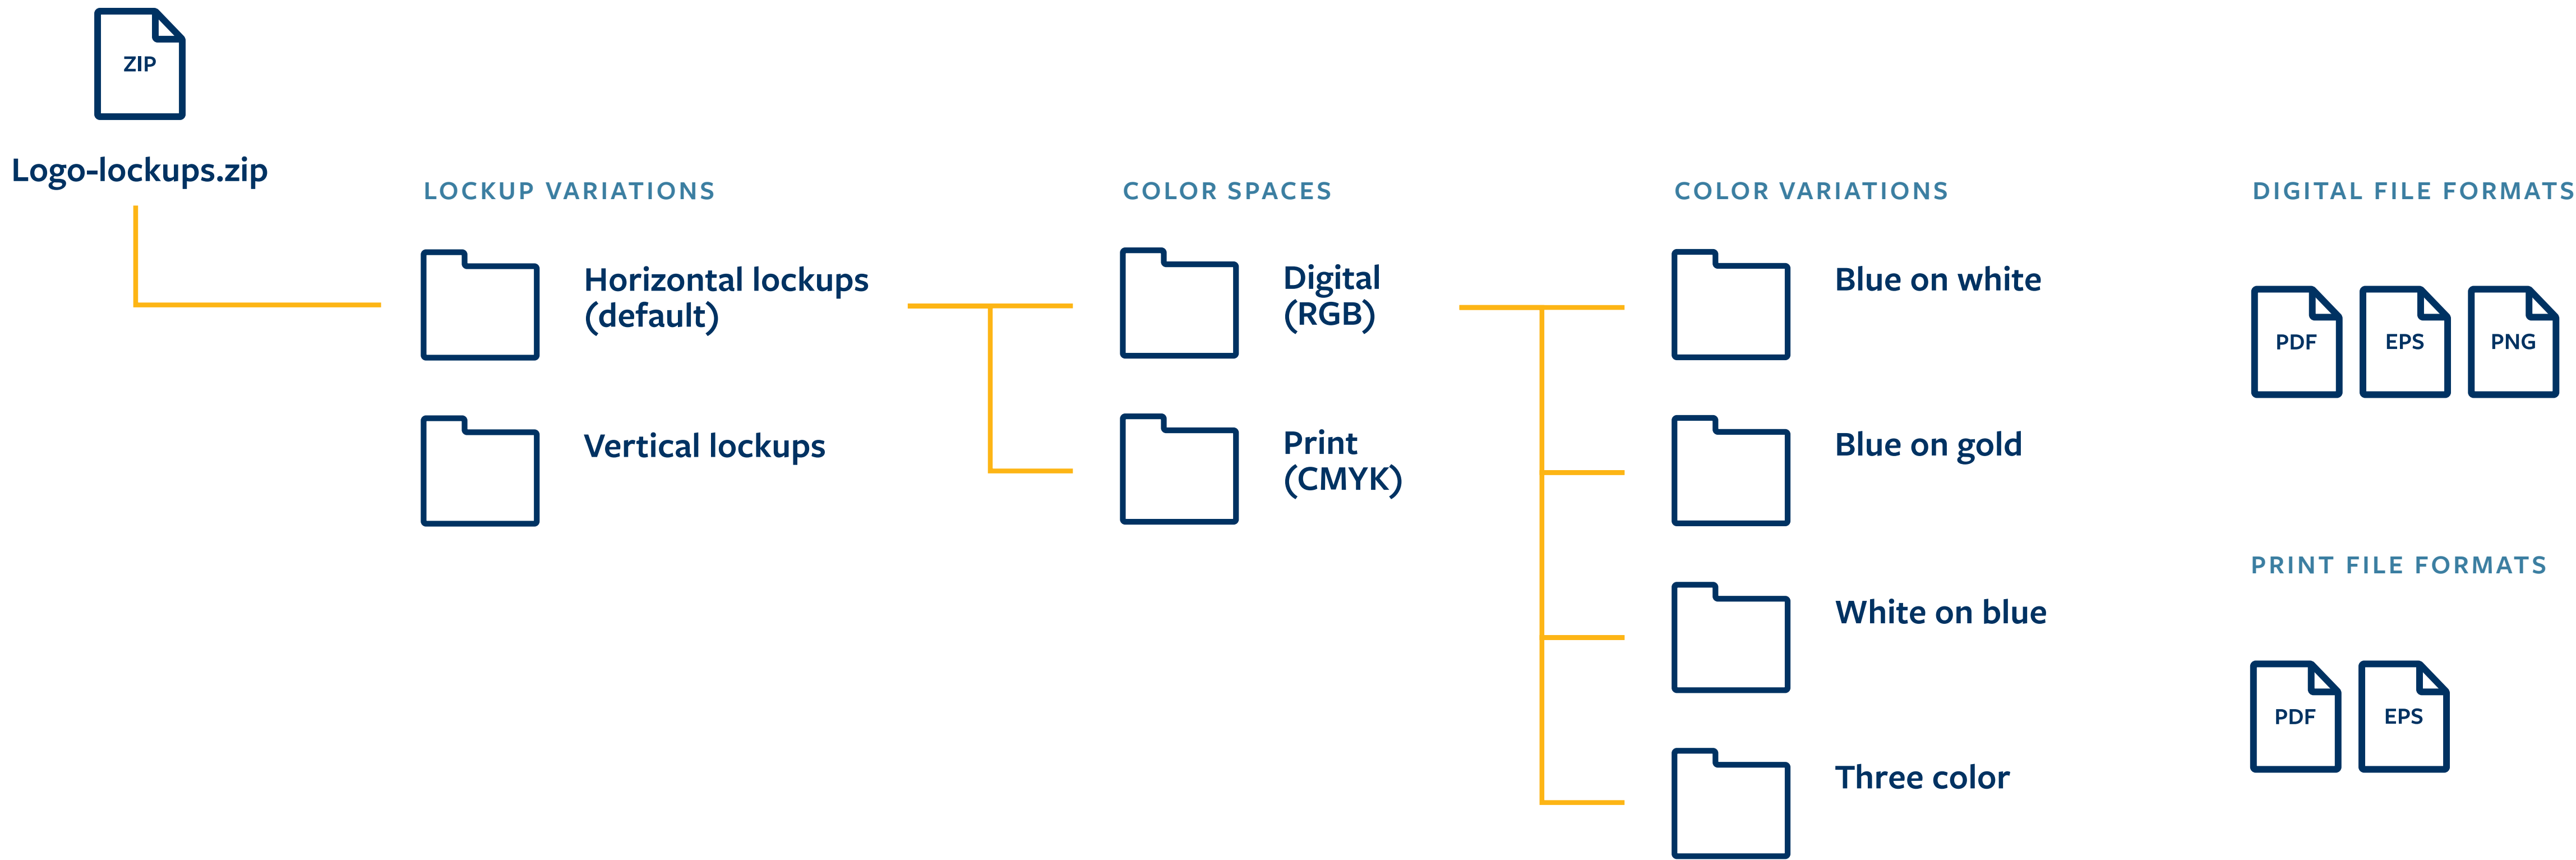 ZIP
Logo-lockups.zip
LOCKUP VARIATIONS
Horizontal lockups
(default)
Vertical lockups
COLOR SPACES
Digital
(RGB)
Print
(CMYK)
COLOR VARIATIONS
Blue on white
Blue on gold
White on blue
Three color
DIGITAL FILE FORMATS
PDF EPS PNG
PRINT FILE FORMATS
PDF EPS